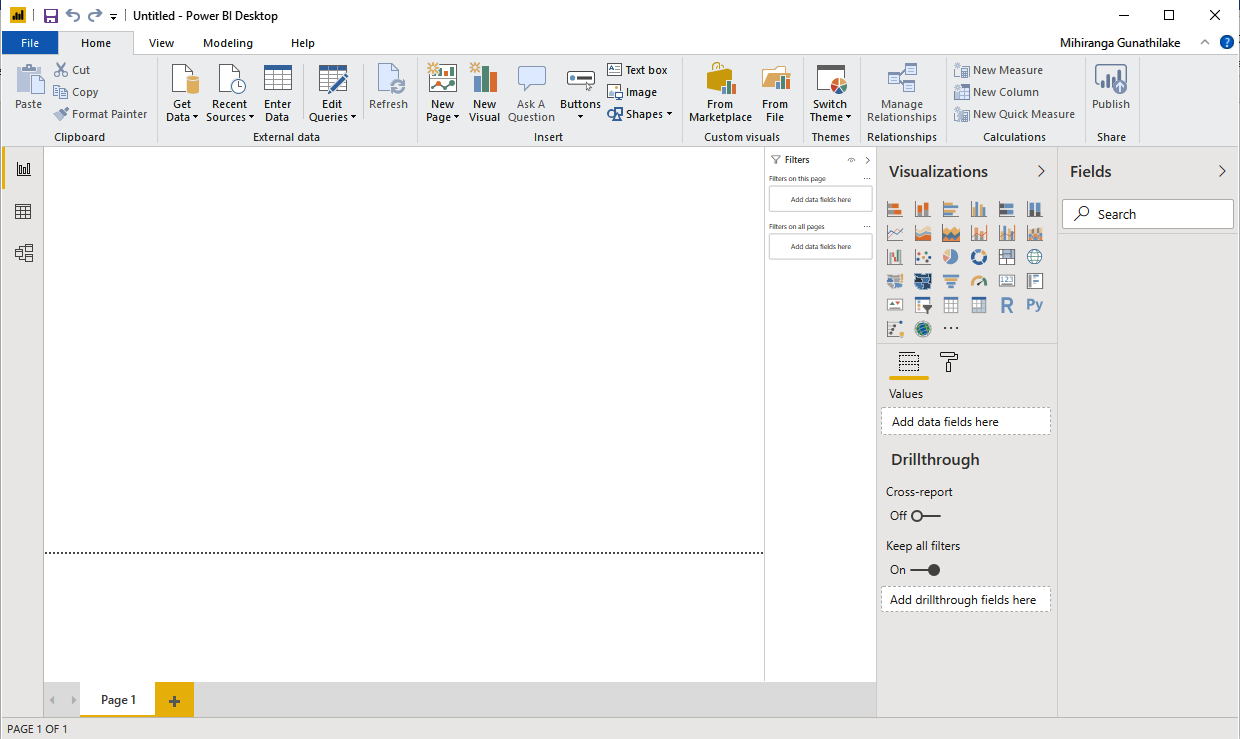 Untitled - Power BI Desktop
File Home View Modeling Help Mihiranga Gunathilake ?
Paste
Cut
Copy
Format Painter
Clipboard
Get Data
Recent Sources
Enter Data
Edit Queries
Refresh
External data
New Page
New Visual
Ask A Question
Buttons
Text box
Image
Shapes
Insert
From Marketplace
From File
Custom visuals
Switch Theme
Themes
Manage Relationships
Relationships
New Measure
New Column
New Quick Measure
Calculations
Publish
Share
Filters
Filters on this page ...
Add data fields here
Filters on all pages ...
Add data fields here
Visualizations
123
R Py
...
Values
Add data fields here
Drillthrough
Cross-report
Off
Keep all filters
On
Add drillthrough fields here
Fields
Search
Page 1 +
PAGE 1 OF 1